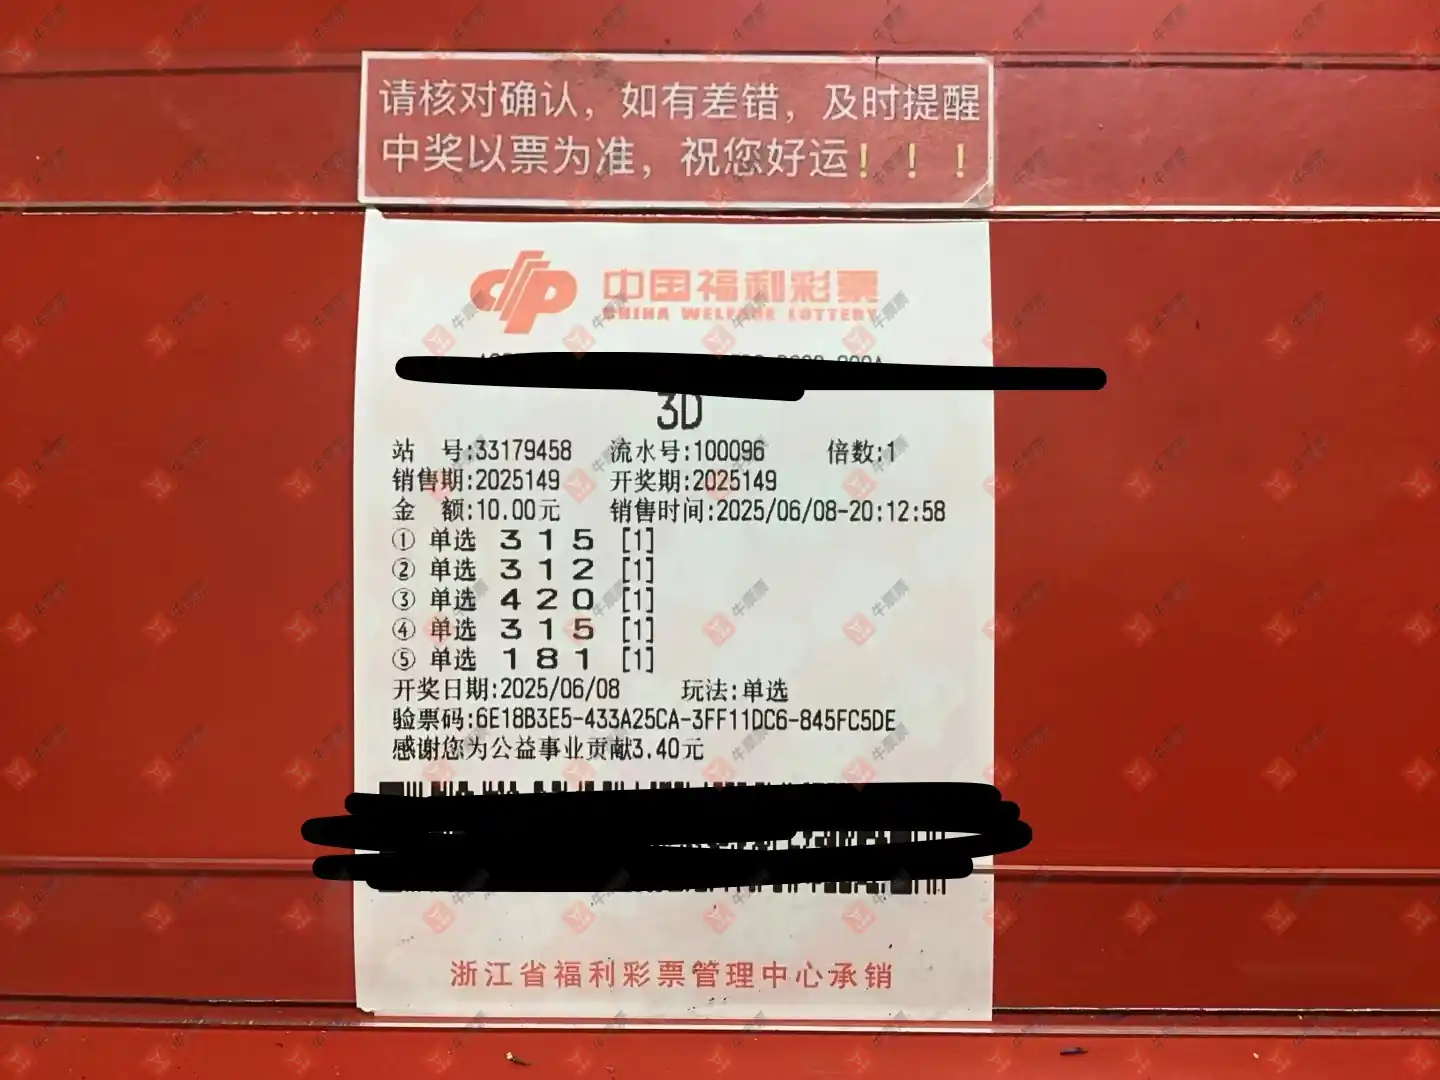 请核对确认，如有差错，及时提醒
中奖以票为准，祝您好运！！！
中国福利彩票
CHINA WELFARE LOTTERY
3D
站 号:33179458 流水号:100096 倍数:1
销售期:2025149 开奖期:2025149
金 额:10.00元 销售时间:2025/06/08-20:12:58
① 单选 3 1 5 [1]
② 单选 3 1 2 [1]
③ 单选 4 2 0 [1]
④ 单选 3 1 5 [1]
⑤ 单选 1 8 1 [1]
开奖日期:2025/06/08 玩法:单选
验票码:6E18B3E5-433A25CA-3FF11DC6-845FC5DE
感谢您为公益事业贡献3.40元
浙江省福利彩票管理中心承销
牛票票